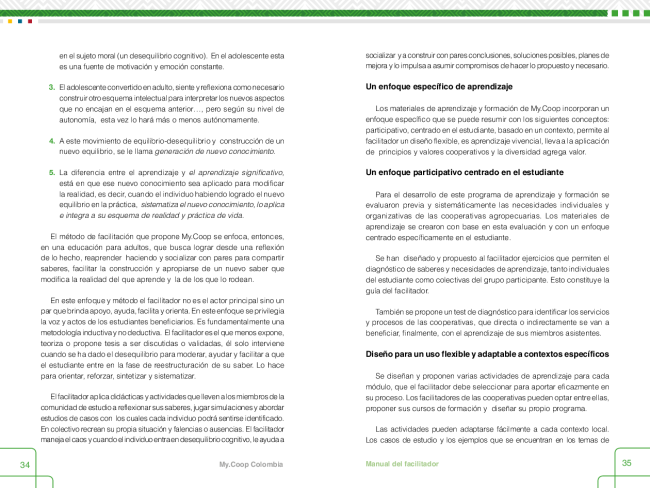 en el sujeto moral (un desequilibrio cognitivo).  En el adolescente esta
es una fuente de motivación y emoción constante.
3. El adolescente convertido en adulto, siente y reflexiona como necesario
construir otro esquema intelectual para interpretar los nuevos aspectos
que no encajan en el esquema anterior…, pero según su nivel de
autonomía,  esta vez lo hará más o menos autónomamente.
4. A este movimiento de equilibrio-desequilibrio y  construcción de un
nuevo equilibrio, se le llama generación de nuevo conocimiento.
5. La diferencia entre el aprendizaje y el aprendizaje significativo,
está en que ese nuevo conocimiento sea aplicado para modificar
la realidad, es decir, cuando el individuo habiendo logrado el nuevo
equilibrio en la práctica,  sistematiza el nuevo conocimiento, lo aplica
e integra a su esquema de realidad y práctica de vida.
El método de facilitación que propone My.Coop se enfoca, entonces,
en una educación para adultos, que busca lograr desde una reflexión
de lo hecho, reaprender  haciendo y socializar con pares para compartir
saberes, facilitar la construcción y apropiarse de un nuevo saber que
modifica la realidad del que aprende y  la de los que lo rodean.
En este enfoque y método el facilitador no es el actor principal sino un
par que brinda apoyo, ayuda, facilita y orienta. En este enfoque se privilegia
la voz y actos de los estudiantes beneficiarios. Es fundamentalmente una
metodología inductiva y no deductiva.  El facilitador es el que menos expone,
teoriza o propone tesis a ser discutidas o validadas, él solo interviene
cuando se ha dado el desequilibrio para moderar, ayudar y facilitar a que
el estudiante entre en la fase de reestructuración de su saber. Lo hace
para orientar, reforzar, sintetizar y sistematizar.
El facilitador aplica didácticas y actividades que lleven a los miembros de la
comunidad de estudio a reflexionar sus saberes, jugar simulaciones y abordar
estudios de casos con  los cuales cada individuo podrá sentirse identificado.
En colectivo recrean su propia situación y falencias o ausencias. El facilitador
maneja el caos y cuando el individuo entra en desequilibrio cognitivo, le ayuda a
34
My.Coop Colombia
socializar y a construir con pares conclusiones, soluciones posibles, planes de
mejora y lo impulsa a asumir compromisos de hacer lo propuesto y necesario.
Un enfoque específico de aprendizaje
Los materiales de aprendizaje y formación de My.Coop incorporan un
enfoque específico que se puede resumir con los siguientes conceptos:
participativo, centrado en el estudiante, basado en un contexto, permite al
facilitador un diseño flexible, es aprendizaje vivencial, lleva a la aplicación
de  principios y valores cooperativos y la diversidad agrega valor.
Un enfoque participativo centrado en el estudiante
Para el desarrollo de este programa de aprendizaje y formación se
evaluaron previa y sistemáticamente las necesidades individuales y
organizativas de las cooperativas agropecuarias. Los materiales de
aprendizaje se crearon con base en esta evaluación y con un enfoque
centrado específicamente en el estudiante.
Se han  diseñado y propuesto al facilitador ejercicios que permiten el
diagnóstico de saberes y necesidades de aprendizaje, tanto individuales
del estudiante como colectivas del grupo participante. Esto constituye la
guía del facilitador.
También se propone un test de diagnóstico para identificar los servicios
y procesos de las cooperativas, que directa o indirectamente se van a
beneficiar, finalmente, con el aprendizaje de sus miembros asistentes.
Diseño para un uso flexible y adaptable a contextos específicos
Se diseñan y proponen varias actividades de aprendizaje para cada
módulo, que el facilitador debe seleccionar para aportar eficazmente en
su proceso. Los facilitadores de las cooperativas pueden optar entre ellas,
proponer sus cursos de formación y  diseñar su propio programa.
Las actividades pueden adaptarse fácilmente a cada contexto local.
Los casos de estudio y los ejemplos que se encuentran en los temas de
Manual del facilitador
35